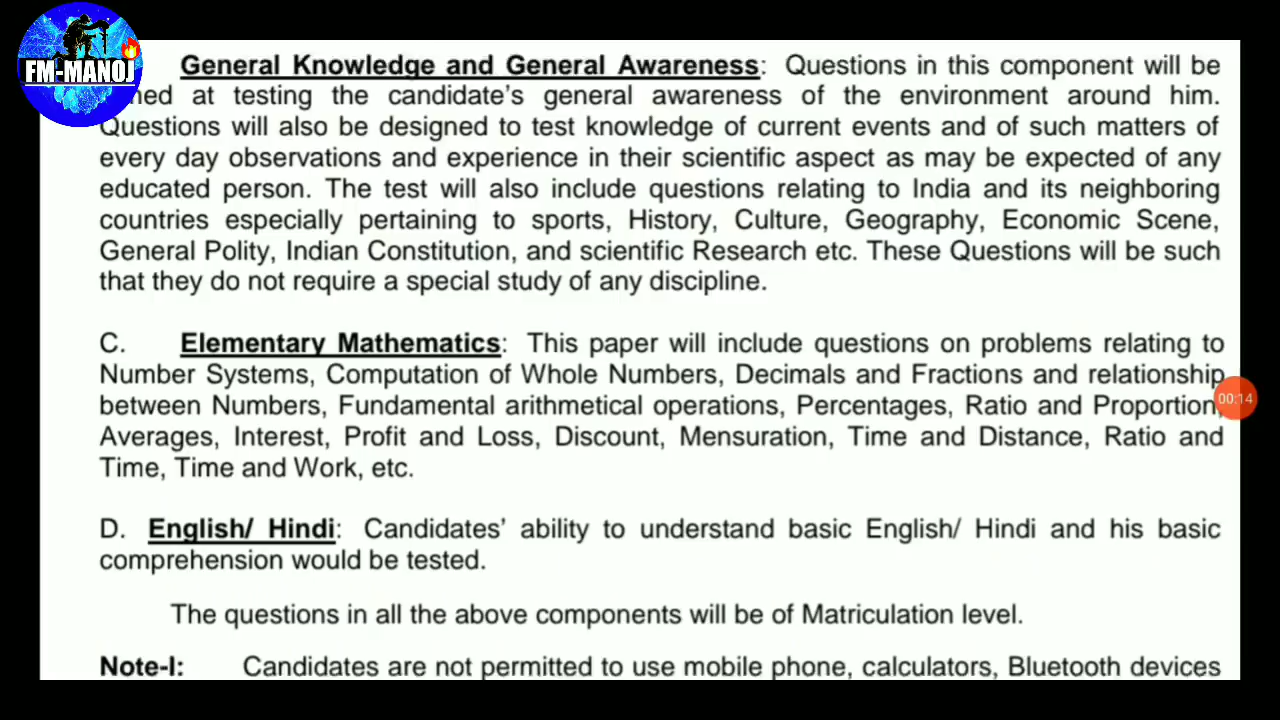 FM-MANOJ
General Knowledge and General Awareness: Questions in this component will be
at testing the candidate's general awareness of the environment around him.
Questions will also be designed to test knowledge of current events and of such matters of
every day observations and experience in their scientific aspect as may be expected of any
educated person. The test will also include questions relating to India and its neighboring
countries especially pertaining to sports, History, Culture, Geography, Economic Scene,
General Polity, Indian Constitution, and scientific Research etc. These Questions will be such
that they do not require a special study of any discipline.
C. Elementary Mathematics: This paper will include questions on problems relating to
Number Systems, Computation of Whole Numbers, Decimals and Fractions and relationship
between Numbers, Fundamental arithmetical operations, Percentages, Ratio and Proportion,
00:14
Averages, Interest, Profit and Loss, Discount, Mensuration, Time and Distance, Ratio and
Time, Time and Work, etc.
D. English/ Hindi: Candidates' ability to understand basic English/ Hindi and his basic
comprehension would be tested.
The questions in all the above components will be of Matriculation level.
Note-I: Candidates are not permitted to use mobile phone, calculators, Bluetooth devices